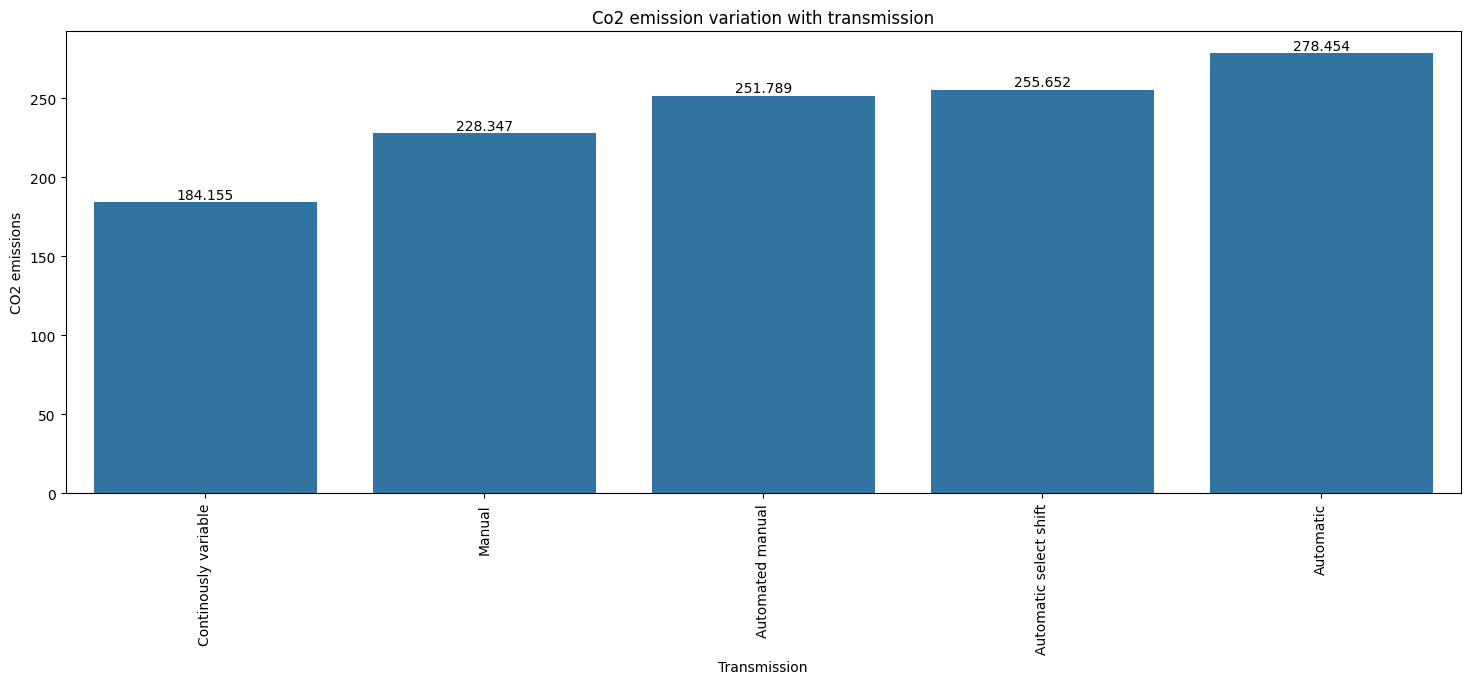 Co2 emission variation with transmission
CO2 emissions
250
200
150
100
50
0
184.155
228.347
251.789
255.652
278.454
Continously variable
Manual
Automated manual
Automatic select shift
Automatic
Transmission